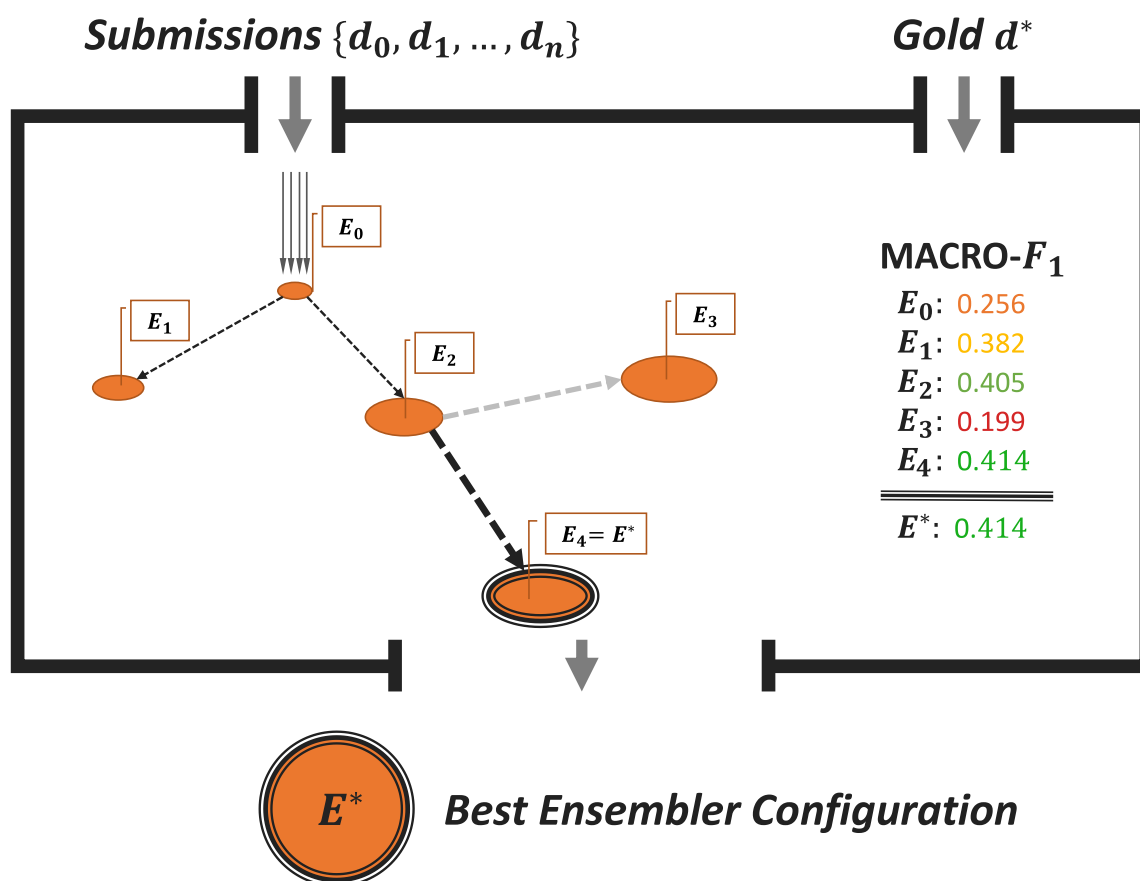 Submissions {d₀, d₁, …, dₙ}
Gold d*
E₀
E₁
E₂
E₃
E₄ = E*
MACRO-F₁
E₀: 0.256
E₁: 0.382
E₂: 0.405
E₃: 0.199
E₄: 0.414
E*: 0.414
E*
Best Ensembler Configuration